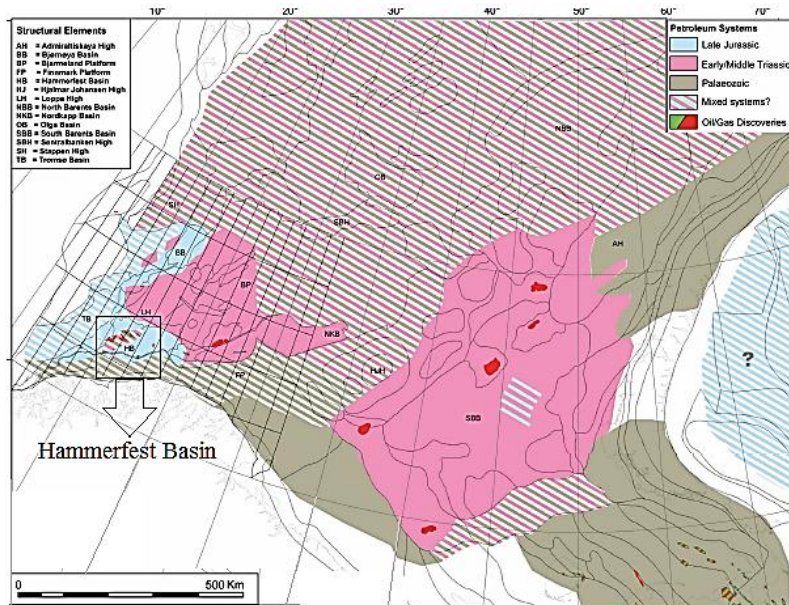 10° 20° 30° 40° 50° 60° 70°
Structural Elements
AH = Admiraltiskaya High
BB = Bjørnøya Basin
BP = Bjarmeland Platform
FP = Finnmark Platform
HB = Hammerfest Basin
HJ = Hjalmar Johansen High
LH = Loppa High
NBB = North Barents Basin
NKB = Nordkapp Basin
OB = Olga Basin
SBB = South Barents Basin
SBH = Sentralbanken High
SH = Stappen High
TB = Tromsø Basin
Petroleum Systems
Late Jurassic
Early/Middle Triassic
Palaeozoic
Mixed systems?
Oil/Gas Discoveries
NBB
OB
SH
SBH
AH
BB
BP
TB
LH
NKB
HB
FP
HJH
SBB
?
Hammerfest Basin
0 500 Km